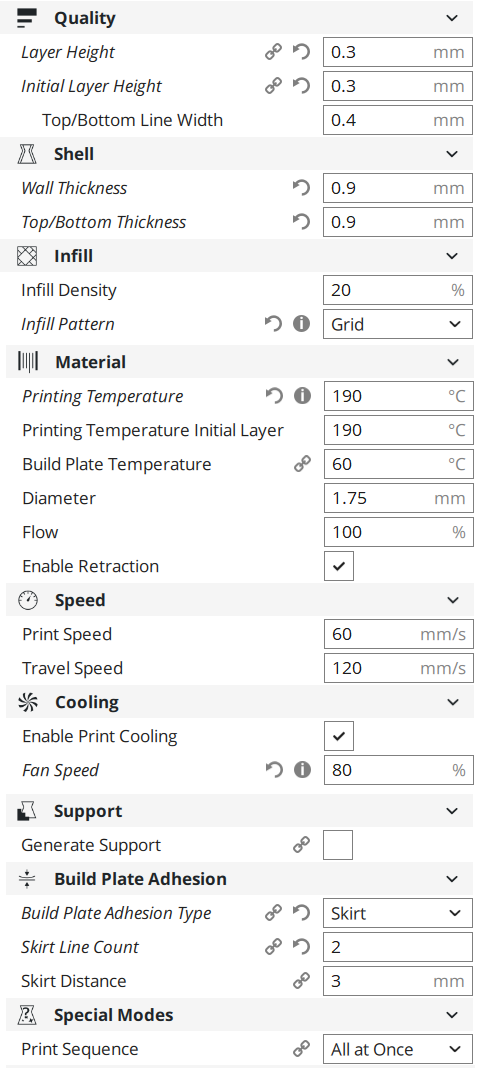 Quality
Layer Height 0.3 mm
Initial Layer Height 0.3 mm
Top/Bottom Line Width 0.4 mm
Shell
Wall Thickness 0.9 mm
Top/Bottom Thickness 0.9 mm
Infill
Infill Density 20 %
Infill Pattern Grid
Material
Printing Temperature 190 °C
Printing Temperature Initial Layer 190 °C
Build Plate Temperature 60 °C
Diameter 1.75 mm
Flow 100 %
Enable Retraction
Speed
Print Speed 60 mm/s
Travel Speed 120 mm/s
Cooling
Enable Print Cooling
Fan Speed 80 %
Support
Generate Support
Build Plate Adhesion
Build Plate Adhesion Type Skirt
Skirt Line Count 2
Skirt Distance 3 mm
Special Modes
Print Sequence All at Once